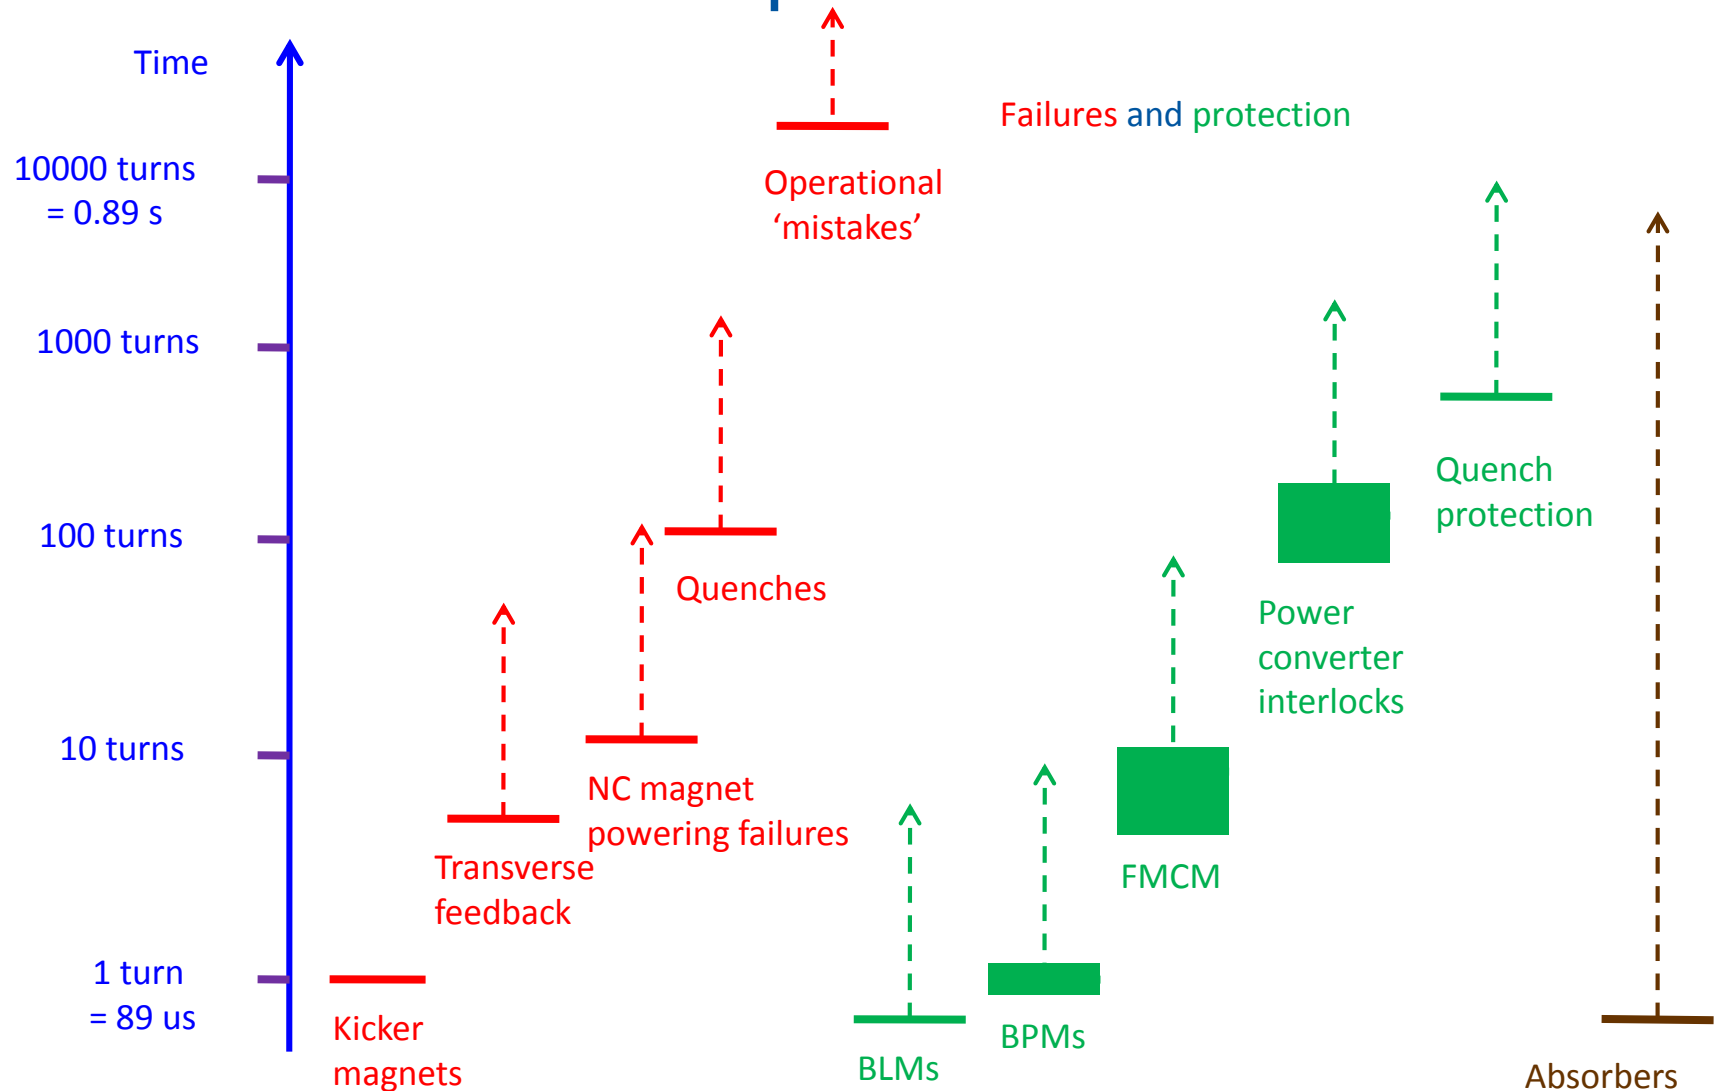 Time
Failures and protection
10000 turns
= 0.89 s
Operational
‘mistakes’
1000 turns
Quench
protection
100 turns
Quenches
Power
converter
interlocks
10 turns
NC magnet
powering failures
Transverse
feedback
FMCM
1 turn
= 89 us
Kicker
magnets
BPMs
BLMs
Absorbers